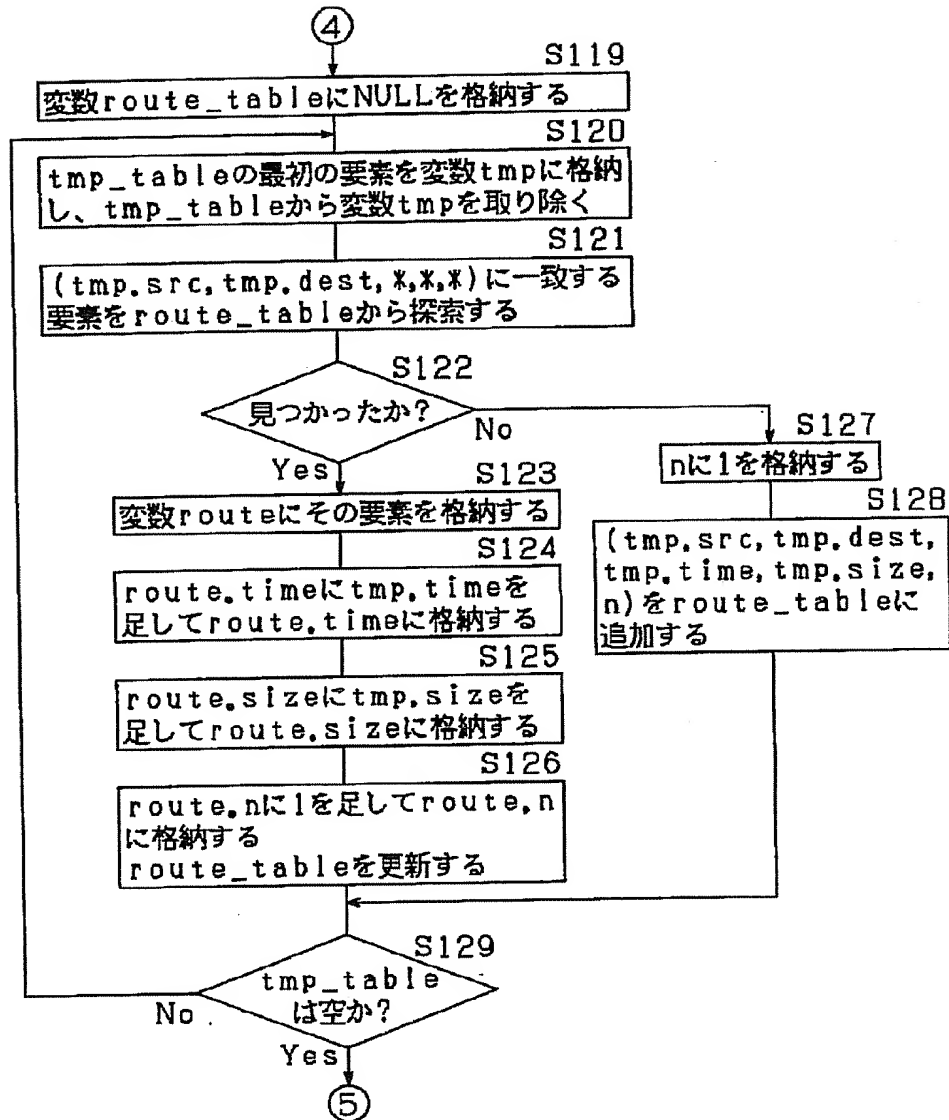 ④
S119
変数route_tableにNULLを格納する
S120
tmp_tableの最初の要素を変数tmpに格納
し、tmp_tableから変数tmpを取り除く
S121
(tmp.src,tmp.dest,*,*,*)に一致する
要素をroute_tableから探索する
S122
見つかったか?
No
Yes
S123
変数routeにその要素を格納する
S124
route.timeにtmp.timeを
足してroute.timeに格納する
S125
route.sizeにtmp.sizeを
足してroute.sizeに格納する
S126
route.nに1を足してroute.n
に格納する
route_tableを更新する
S127
nに1を格納する
S128
(tmp.src,tmp.dest,
tmp.time,tmp.size,
n)をroute_tableに
追加する
S129
tmp_table
は空か?
No
Yes
⑤